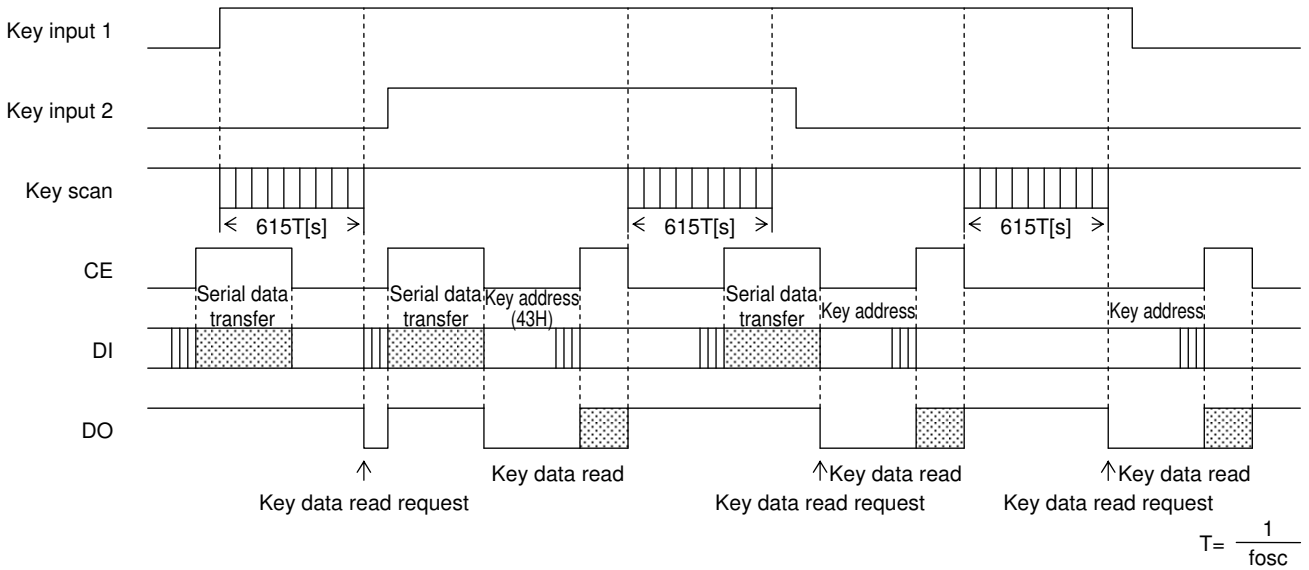 Key input 1
Key input 2
Key scan
615T[s]
615T[s]
615T[s]
CE
Serial data
transfer
Serial data
transfer
Key address
(43H)
Serial data
transfer
Key address
Key address
DI
DO
Key data read
Key data read
Key data read
Key data read request
Key data read request
Key data read request
T= 1
fosc